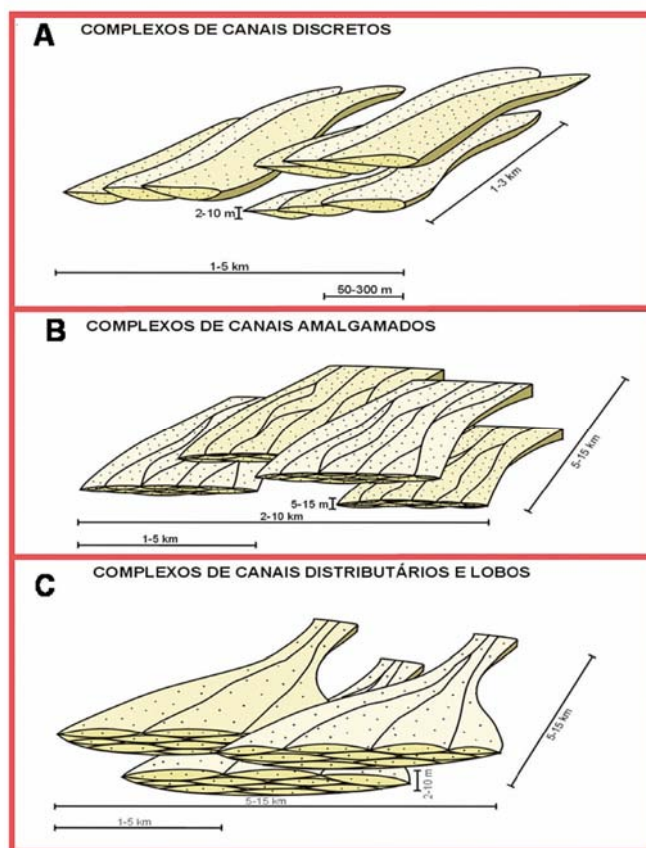 A COMPLEXOS DE CANAIS DISCRETOS
1-3 km
2-10 m
1-5 km
50-300 m
B COMPLEXOS DE CANAIS AMALGAMADOS
5-15 km
5-15 m
2-10 km
1-5 km
C COMPLEXOS DE CANAIS DISTRIBUTÁRIOS E LOBOS
5-15 km
2-10 m
5-15 km
1-5 km